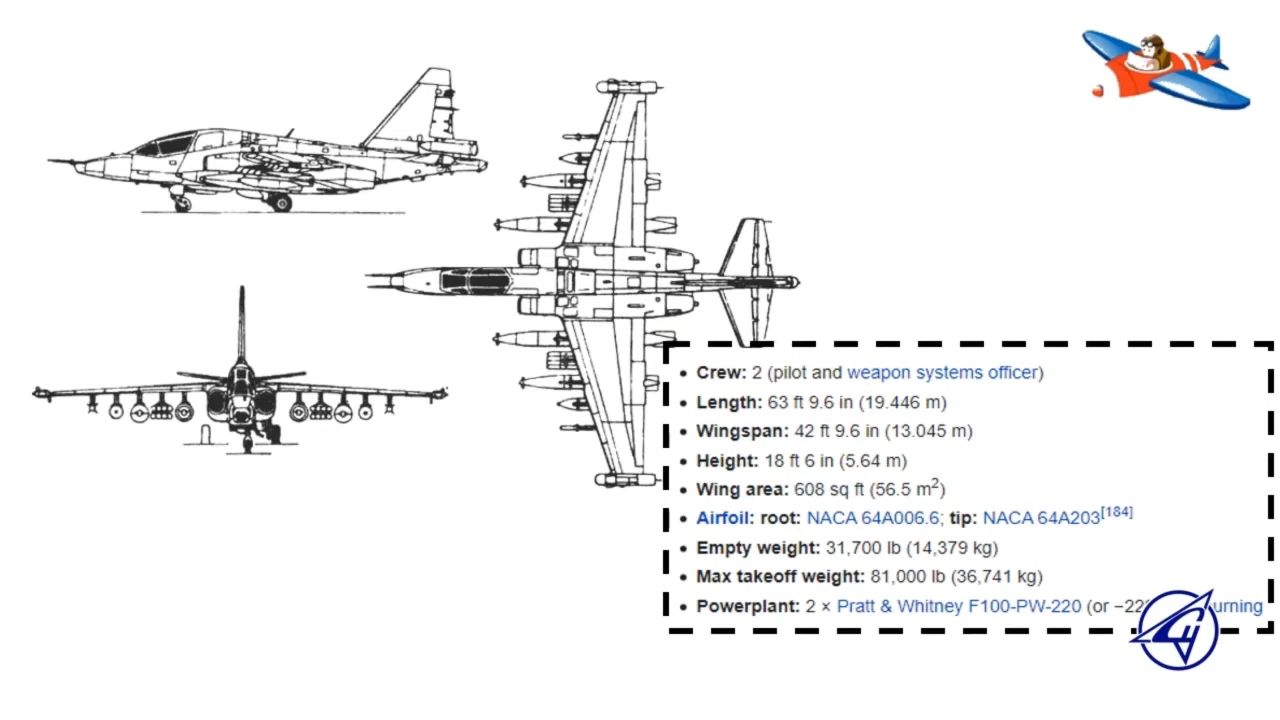 Crew: 2 (pilot and weapon systems officer)
Length: 63 ft 9.6 in (19.446 m)
Wingspan: 42 ft 9.6 in (13.045 m)
Height: 18 ft 6 in (5.64 m)
Wing area: 608 sq ft (56.5 m²)
Airfoil: root: NACA 64A006.6; tip: NACA 64A203[184]
Empty weight: 31,700 lb (14,379 kg)
Max takeoff weight: 81,000 lb (36,741 kg)
Powerplant: 2 × Pratt & Whitney F100-PW-220 (or